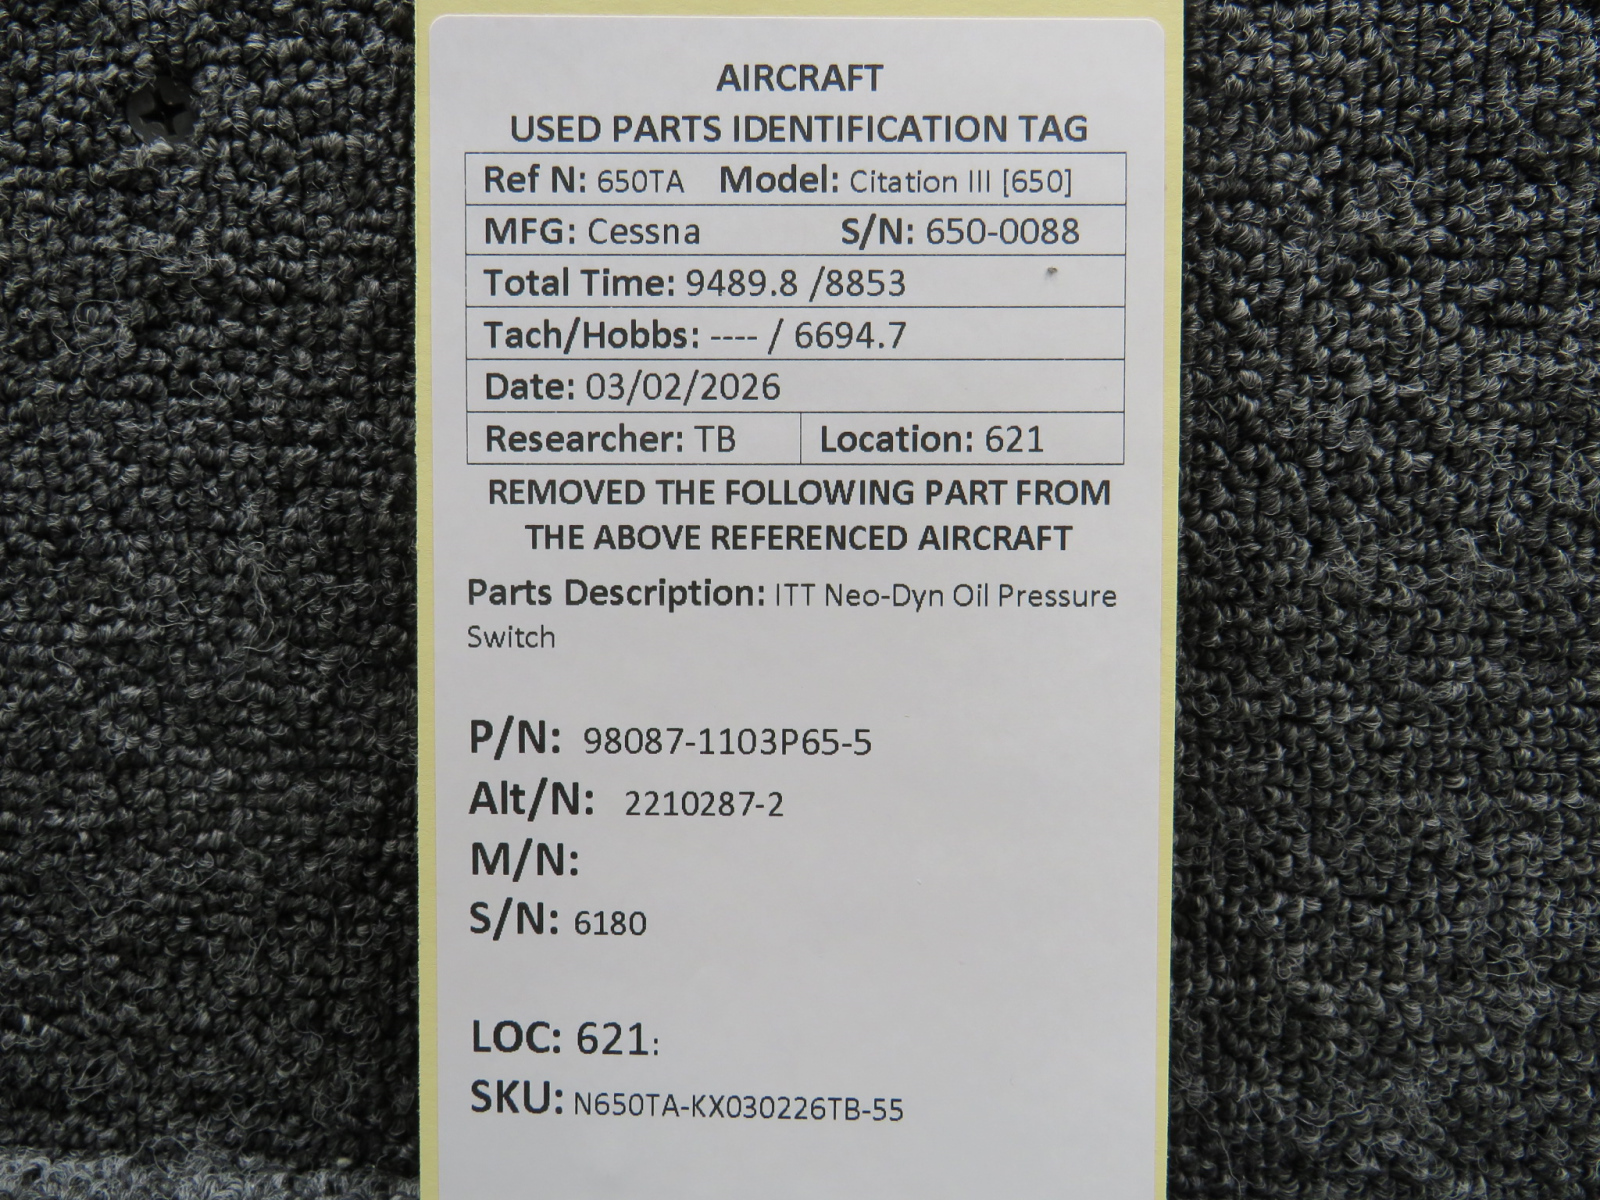 AIRCRAFT
USED PARTS IDENTIFICATION TAG
Ref N: 650TA Model: Citation III [650]
MFG: Cessna S/N: 650-0088
Total Time: 9489.8 /8853
Tach/Hobbs: ---- / 6694.7
Date: 03/02/2026
Researcher: TB Location: 621
REMOVED THE FOLLOWING PART FROM
THE ABOVE REFERENCED AIRCRAFT
Parts Description: ITT Neo-Dyn Oil Pressure
Switch
P/N: 98087-1103P65-5
Alt/N: 2210287-2
M/N:
S/N: 6180
LOC: 621:
SKU: N650TA-KX030226TB-55